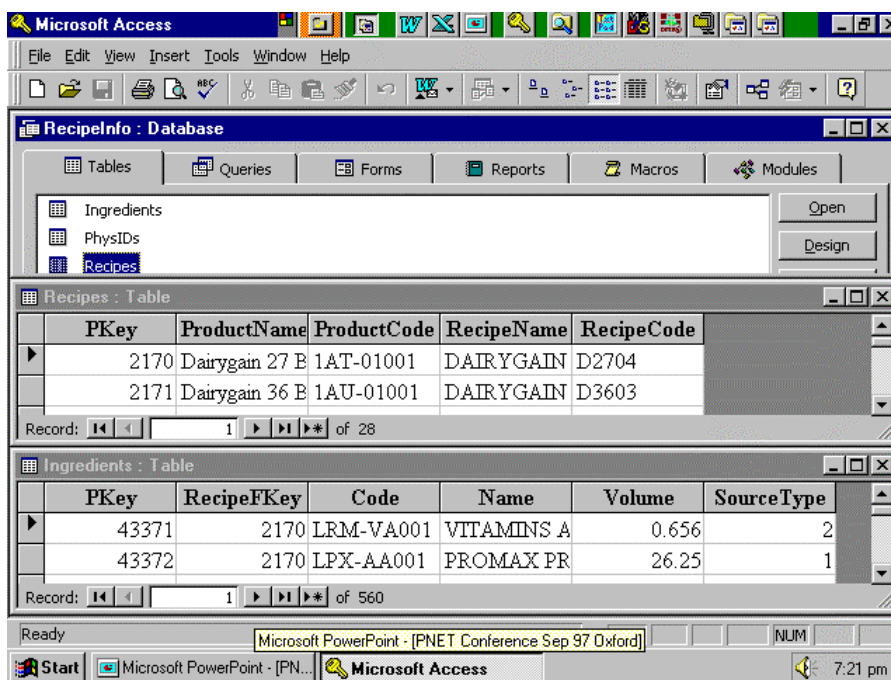 Microsoft Access
File Edit View Insert Tools Window Help
RecipeInfo : Database
Tables Queries Forms Reports Macros Modules
Ingredients Open
PhysIDs Design
Recipes
Recipes : Table
PKey ProductName ProductCode RecipeName RecipeCode
2170 Dairygain 27 B 1AT-01001 DAIRYGAIN D2704
2171 Dairygain 36 B 1AU-01001 DAIRYGAIN D3603
Record: 1 of 28
Ingredients : Table
PKey RecipeFKey Code Name Volume SourceType
43371 2170 LRM-VA001 VITAMINS A 0.656 2
43372 2170 LPX-AA001 PROMAX PR 26.25 1
Record: 1 of 560
Ready Microsoft PowerPoint - [PNET Conference Sep 97 Oxford] NUM
Start Microsoft PowerPoint - [PN... Microsoft Access 7:21 pm